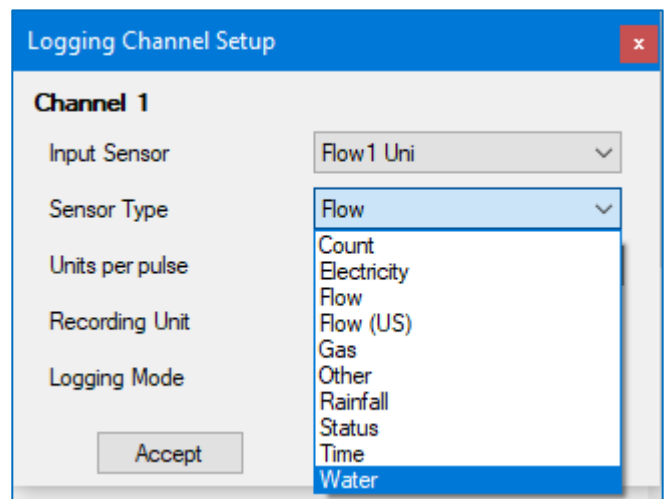 Logging Channel Setup
x
Channel 1
Input Sensor
Flow1 Uni
Sensor Type
Flow
Units per pulse
Recording Unit
Logging Mode
Count
Electricity
Flow
Flow (US)
Gas
Other
Rainfall
Status
Time
Water
Accept